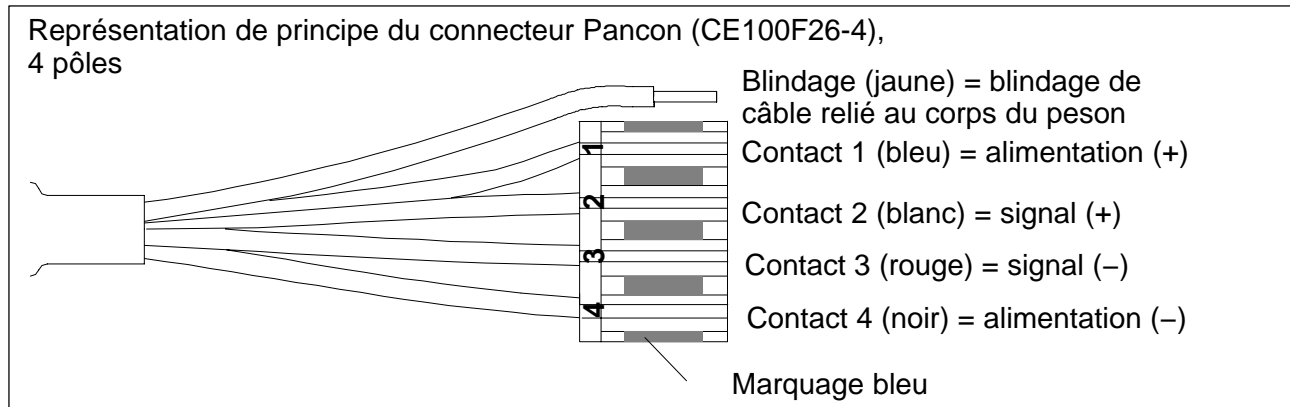 Représentation de principe du connecteur Pancon (CE100F26-4),
4 pôles
Blindage (jaune) = blindage de
câble relié au corps du peson
1
Contact 1 (bleu) = alimentation (+)
2
Contact 2 (blanc) = signal (+)
3
Contact 3 (rouge) = signal (−)
4
Contact 4 (noir) = alimentation (−)
Marquage bleu